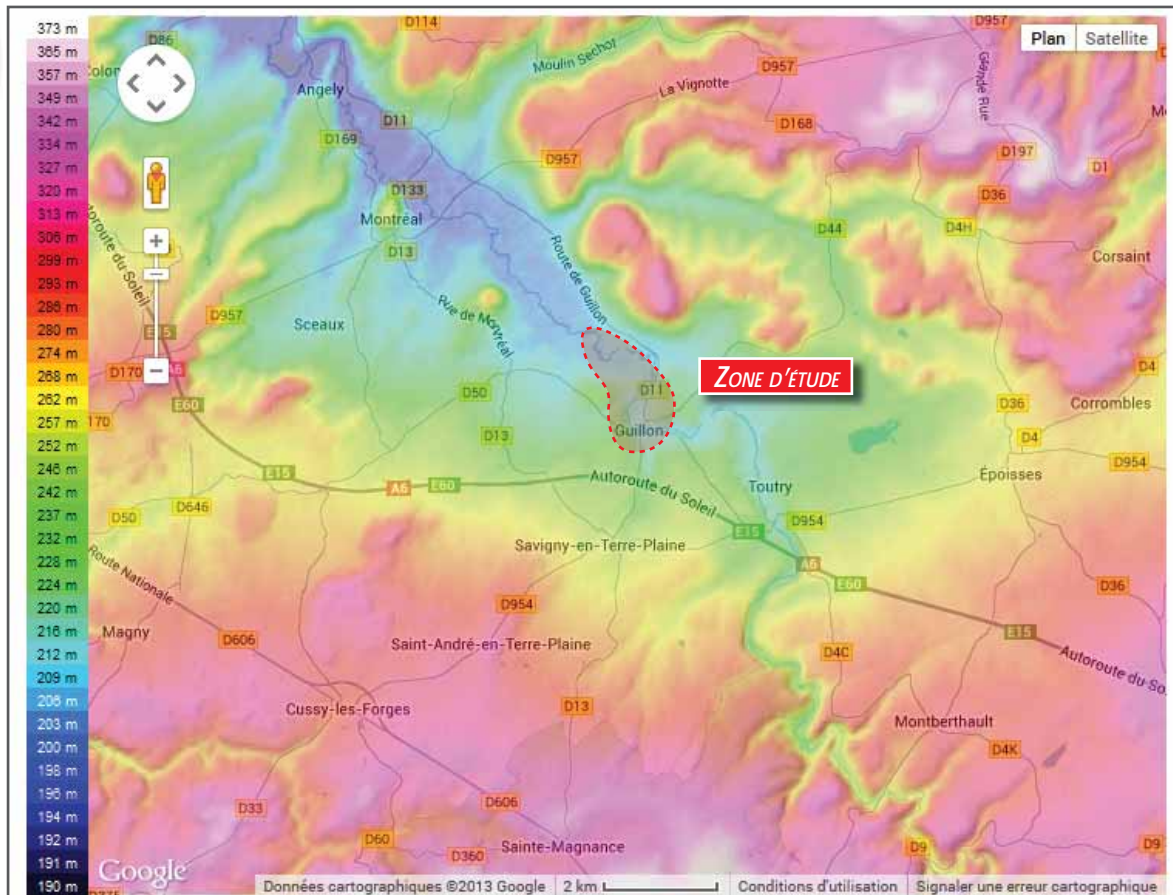 373 m
365 m
357 m
349 m
342 m
334 m
327 m
320 m
313 m
306 m
299 m
293 m
286 m
280 m
274 m
268 m
262 m
257 m
252 m
246 m
242 m
237 m
232 m
228 m
224 m
220 m
216 m
212 m
209 m
206 m
203 m
200 m
198 m
196 m
194 m
192 m
191 m
190 m
D114
D957
Plan
Satellite
D86
Moulin Sechot
D957
Grande Rue
Angely
La Vignotte
D11
D168
D169
D957
D197
D1
D133
D36
Montréal
D44
D4H
D13
Route de Guillon
Corsaint
Autoroute du Soleil
Rue de Montréal
D957
Sceaux
E15
A6
D170
ZONE D'ÉTUDE
D4
D50
D11
E60
D36
Corrombles
170
D13
Guillon
D4
D954
E15
Autoroute du Soleil
A6
E60
Toutry
Époisses
D646
D50
D954
E15
Savigny-en-Terre-Plaine
Route Nationale
A6
E60
D36
D954
Magny
D606
Saint-André-en-Terre-Plaine
D4C
E15
Autoroute du So
Cussy-les-Forges
D13
Montberthault
D4K
D33
D606
D60
D360
Sainte-Magnance
D9
D9
Google
Données cartographiques ©2013 Google
2 km
Conditions d'utilisation
Signaler une erreur cartographique